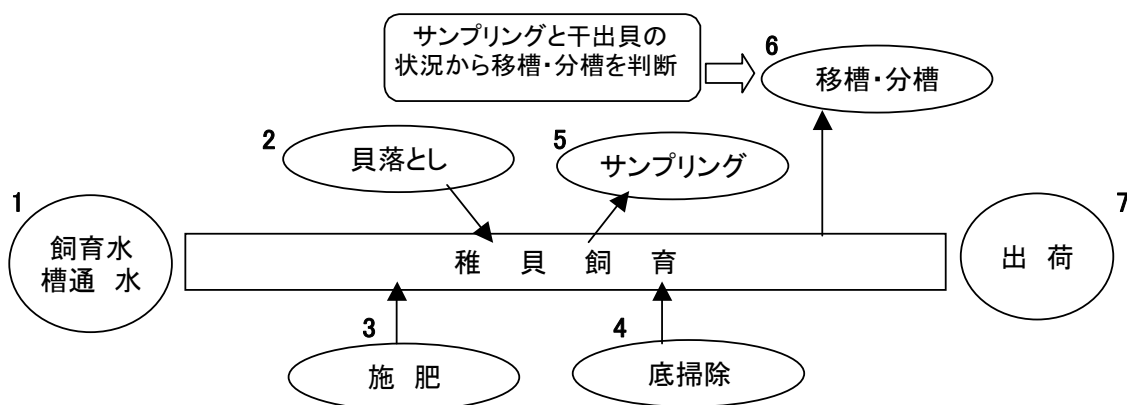 サンプリングと干出貝の
状況から移槽・分槽を判断
6
移槽・分槽
2
貝落とし
5
サンプリング
1
飼育水
槽通 水
稚 貝 飼 育
7
出 荷
3
施 肥
4
底掃除